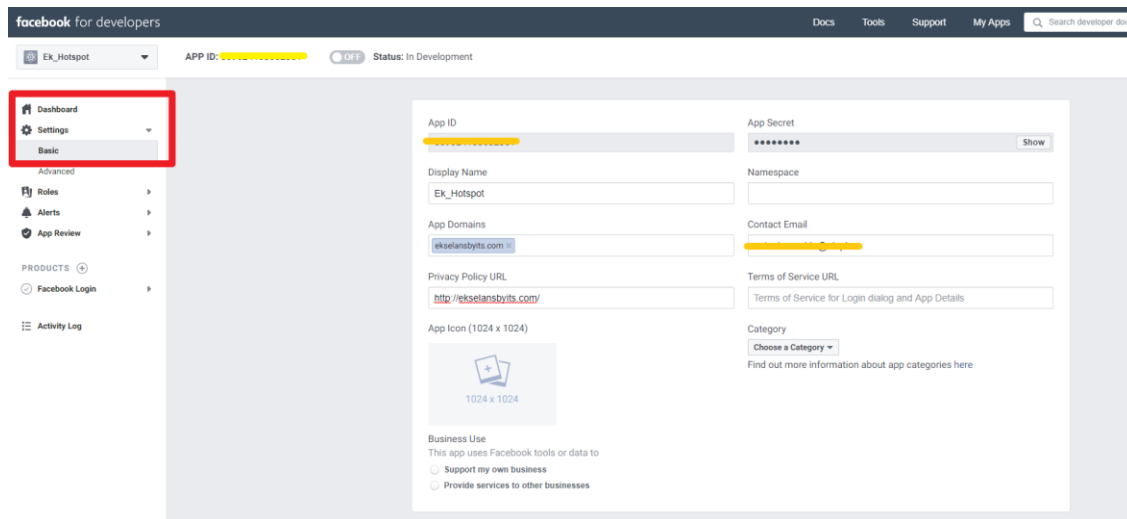 facebook for developers Docs Tools Support My Apps Search developer doc
Ek_Hotspot APP ID: OFF Status: In Development
Dashboard
Settings
Basic
Advanced
Roles
Alerts
App Review
PRODUCTS
Facebook Login
Activity Log
App ID App Secret
●●●●●●●● Show
Display Name Namespace
Ek_Hotspot
App Domains Contact Email
ekselansbyits.com ×
Privacy Policy URL Terms of Service URL
http://ekselansbyits.com/ Terms of Service for Login dialog and App Details
App Icon (1024 x 1024) Category
Choose a Category
Find out more information about app categories here
1024 x 1024
Business Use
This app uses Facebook tools or data to
Support my own business
Provide services to other businesses